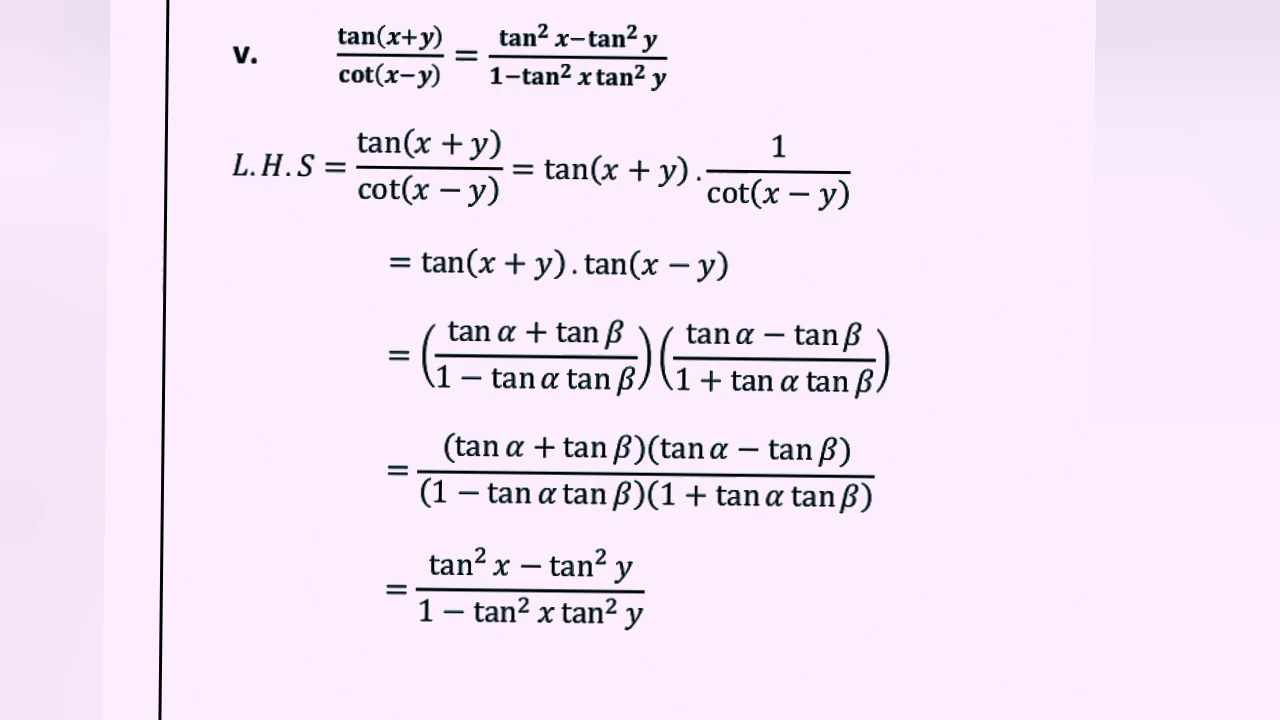 v. tan(x+y)/cot(x−y) = tan² x−tan² y/1−tan² x tan² y
L.H.S = tan(x + y)/cot(x − y) = tan(x + y) . 1/cot(x − y)
= tan(x + y) . tan(x − y)
= (tan α + tan β/1 − tan α tan β)(tan α − tan β/1 + tan α tan β)
= (tan α + tan β)(tan α − tan β)/(1 − tan α tan β)(1 + tan α tan β)
= tan² x − tan² y/1 − tan² x tan² y